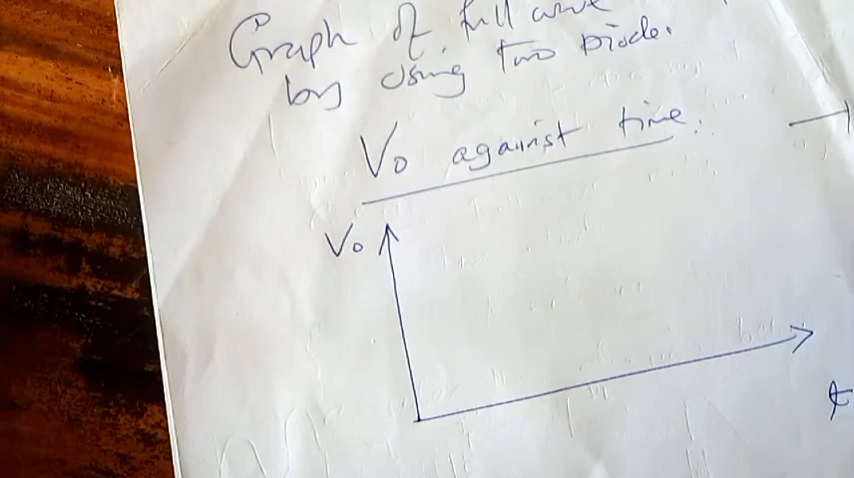 Graph of full wave
by using two Diode.
Vo against time.
Vo
t